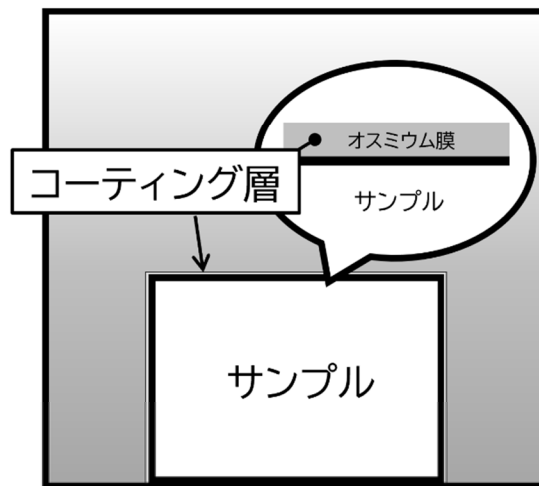 オスミウム膜
コーティング層
サンプル
サンプル